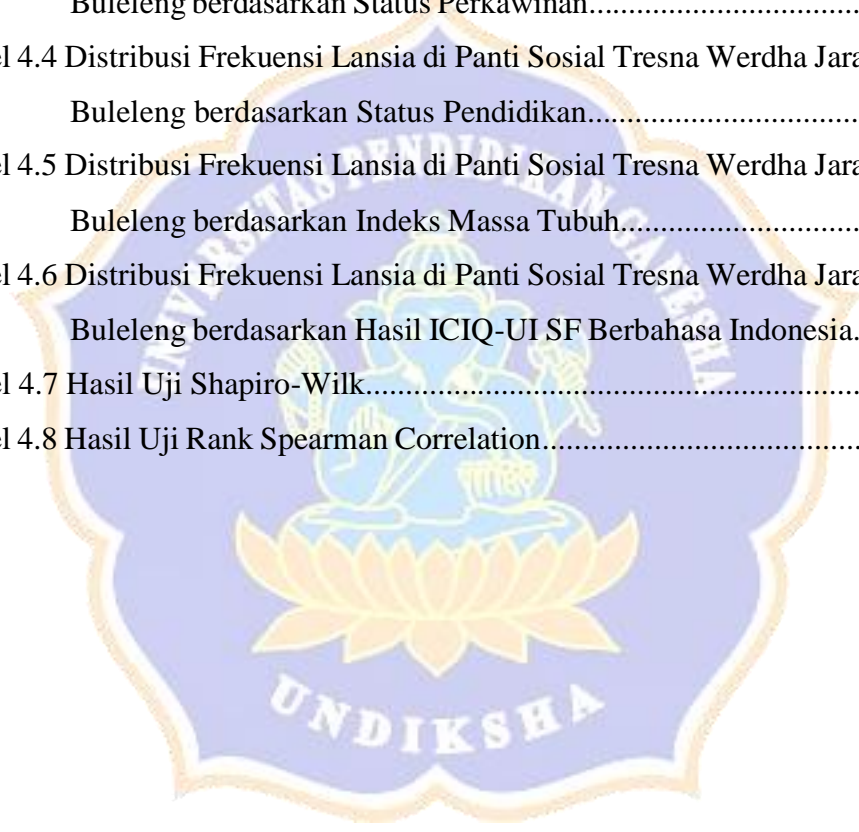 Buleleng berdasarkan Status Perkawinan.......................................
el 4.4 Distribusi Frekuensi Lansia di Panti Sosial Tresna Werdha Jara
Buleleng berdasarkan Status Pendidikan.......................................
el 4.5 Distribusi Frekuensi Lansia di Panti Sosial Tresna Werdha Jara
Buleleng berdasarkan Indeks Massa Tubuh..................................
el 4.6 Distribusi Frekuensi Lansia di Panti Sosial Tresna Werdha Jara
Buleleng berdasarkan Hasil ICIQ-UI SF Berbahasa Indonesia.
el 4.7 Hasil Uji Shapiro-Wilk........................................................................
el 4.8 Hasil Uji Rank Spearman Correlation..............................................
UNIVERSITAS PENDIDIKAN GANESHA
UNDIKSHA